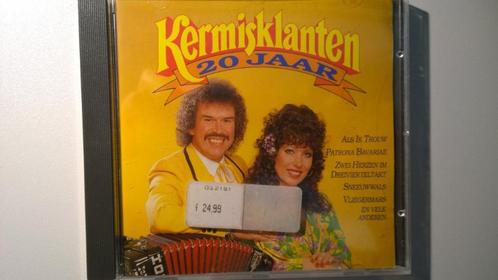 Kermisklanten
20 JAAR
ALS IK TROUW
PATRONA BAVARIAE
ZWEI HERZEN IM
DREIVIERTELTAKT
SNEEUWWALS
VLIEGERMARS
EN VELE
ANDEREN
f 24,99